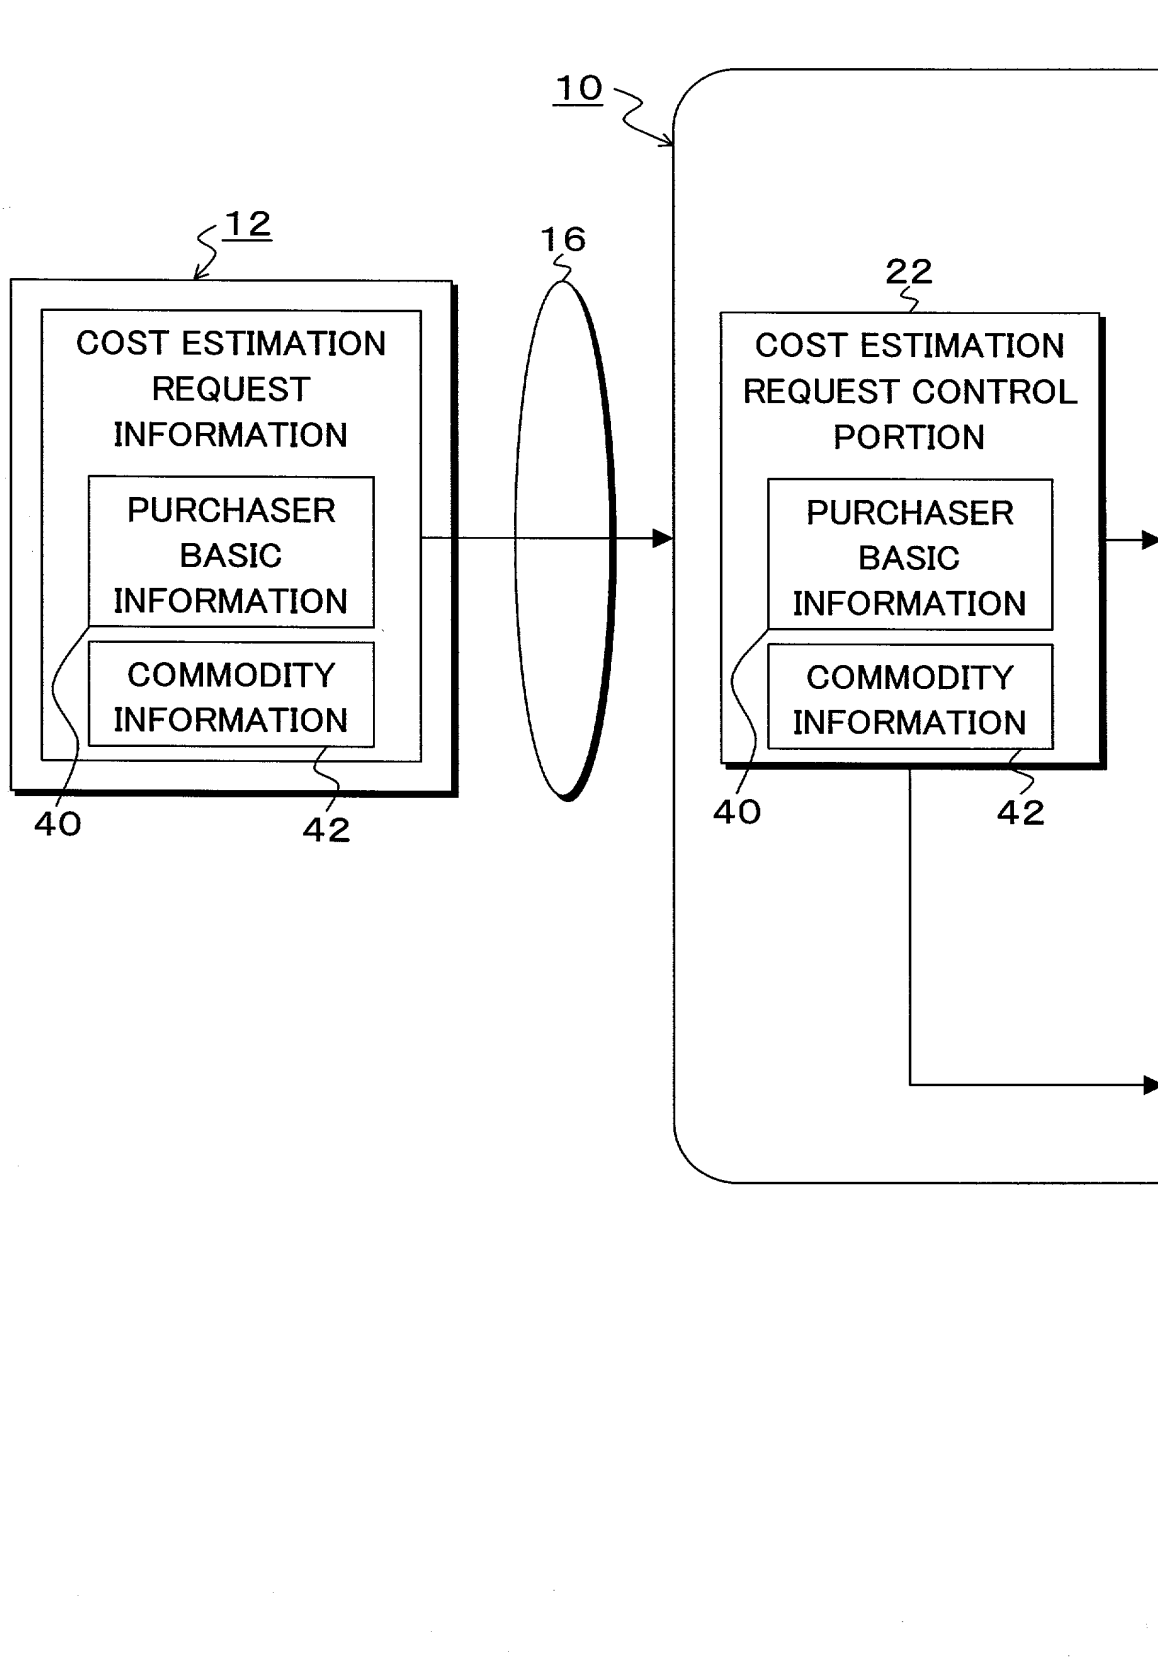 10
12
16
22
COST ESTIMATION
REQUEST
INFORMATION
PURCHASER
BASIC
INFORMATION
COMMODITY
INFORMATION
40
42
COST ESTIMATION
REQUEST CONTROL
PORTION
PURCHASER
BASIC
INFORMATION
COMMODITY
INFORMATION
40
42